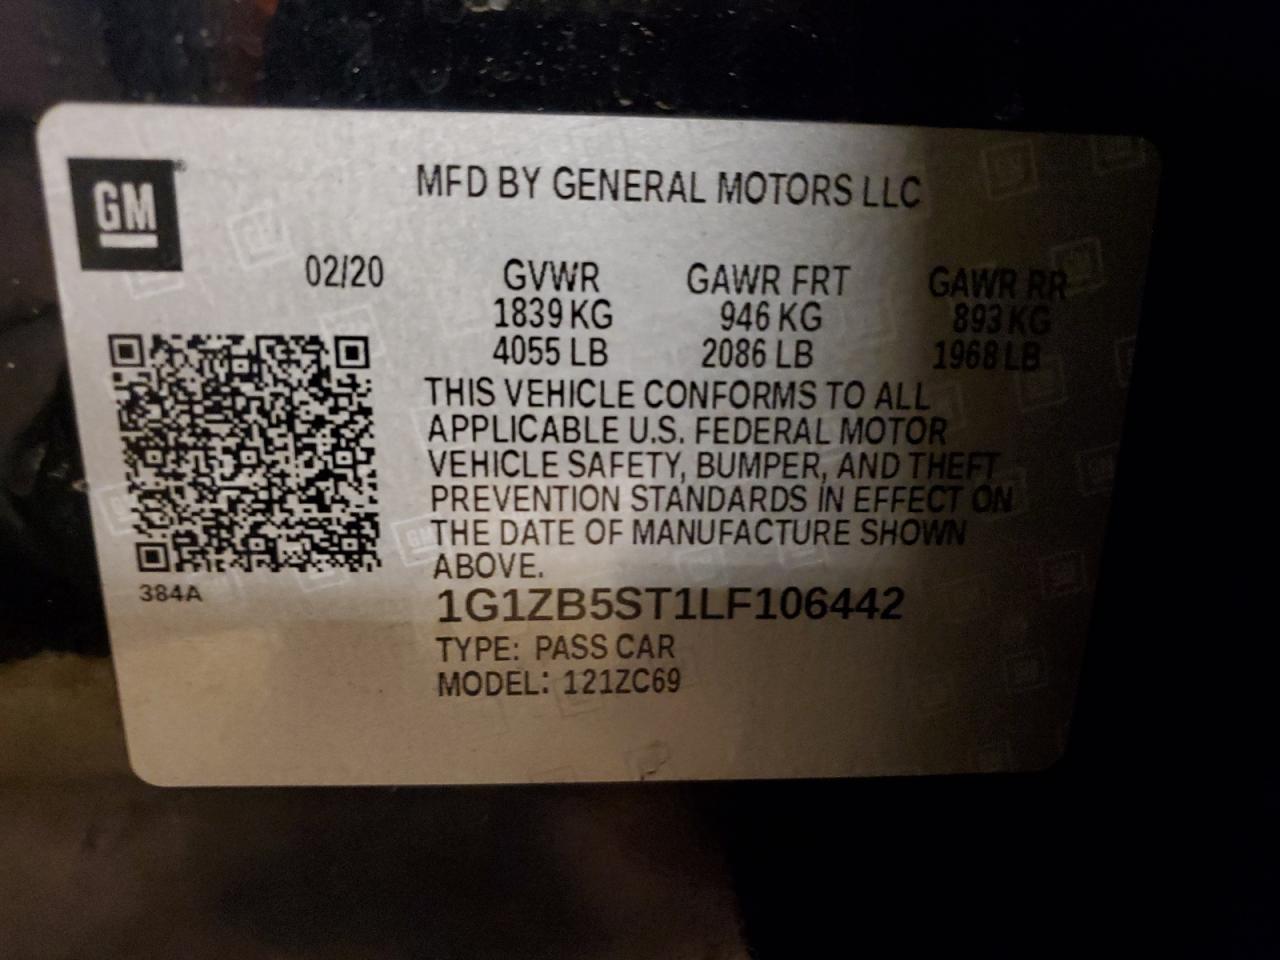 GM
MFD BY GENERAL MOTORS LLC
02/20 GVWR GAWR FRT GAWR RR
1839 KG 946 KG 893 KG
4055 LB 2086 LB 1968 LB
THIS VEHICLE CONFORMS TO ALL
APPLICABLE U.S. FEDERAL MOTOR
VEHICLE SAFETY, BUMPER, AND THEFT
PREVENTION STANDARDS IN EFFECT ON
THE DATE OF MANUFACTURE SHOWN
ABOVE.
384A
1G1ZB5ST1LF106442
TYPE: PASS CAR
MODEL: 121ZC69